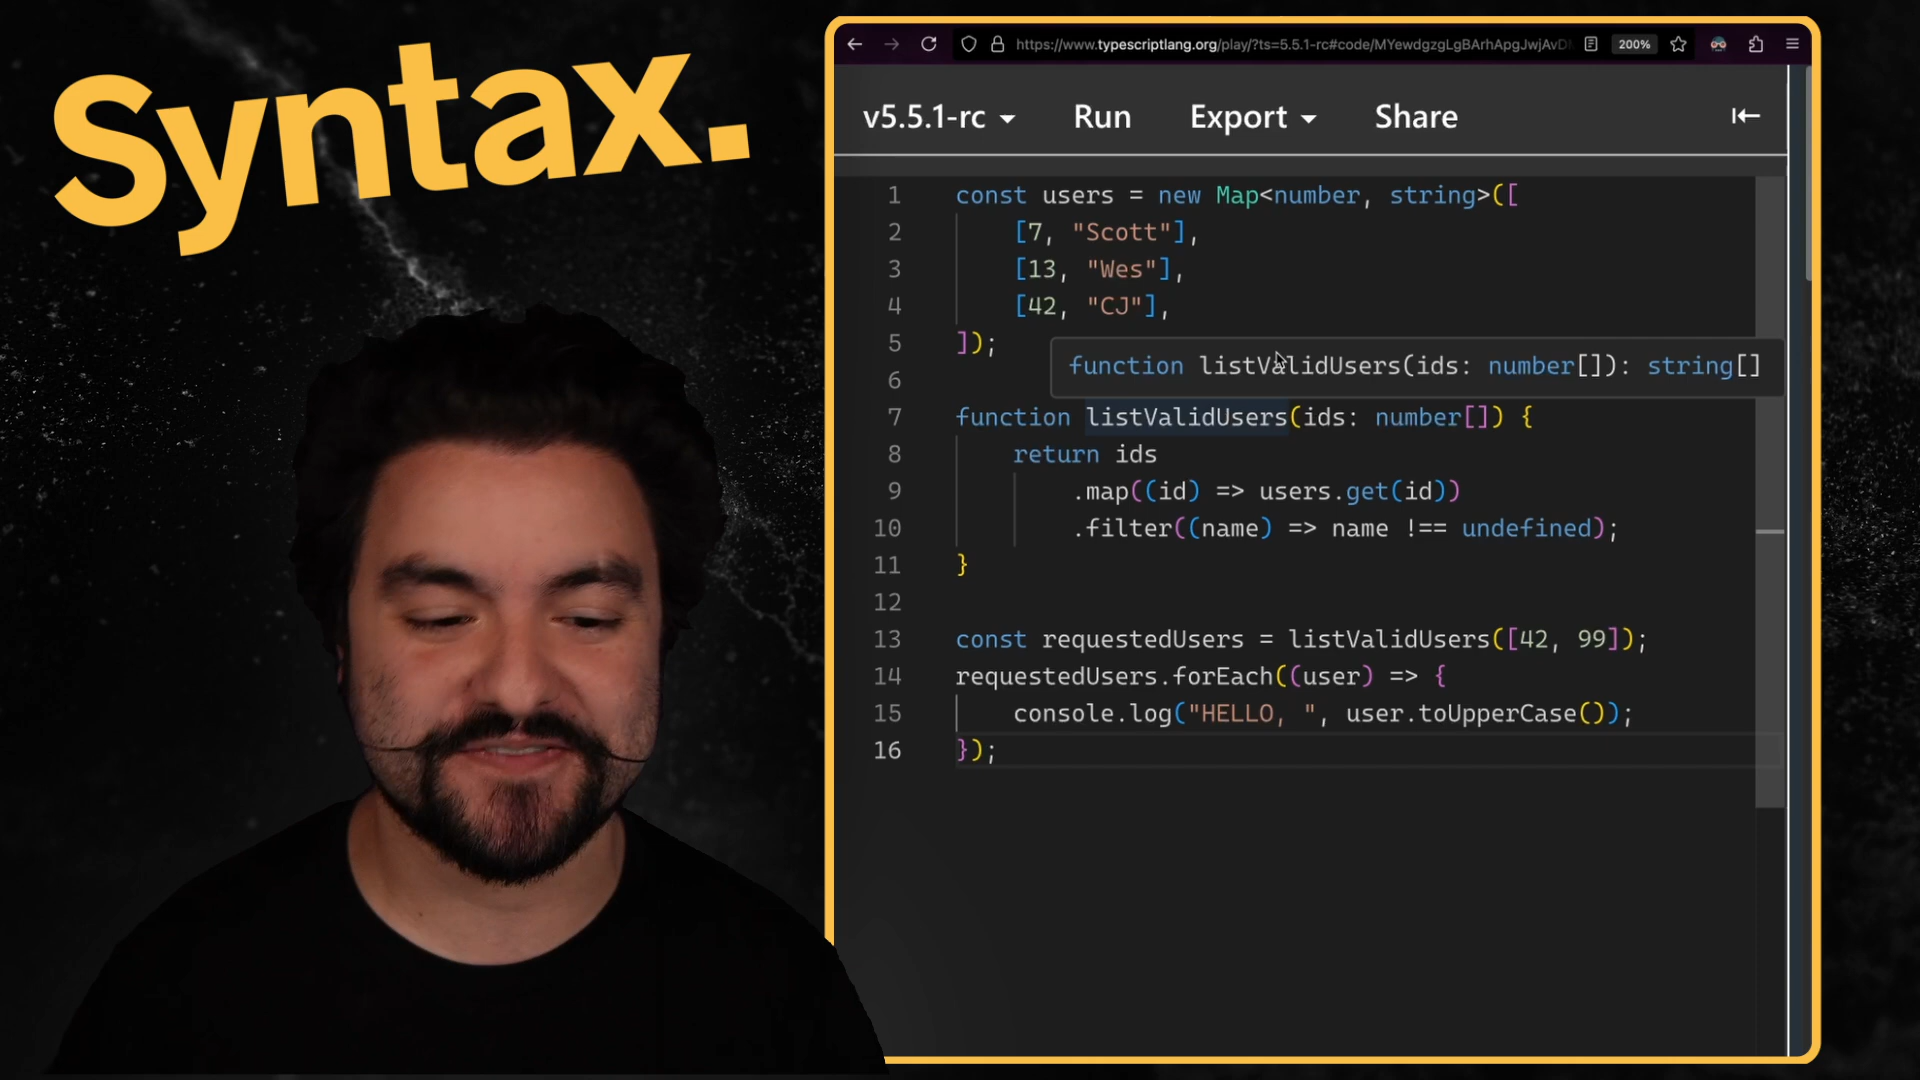 Syntax.
https://www.typescriptlang.org/play/?ts=5.5.1-rc#code/MYewdgzgLgBArhApgJwjAvD
200%
v5.5.1-rc Run Export Share
1 const users = new Map<number, string>([
2 [7, "Scott"],
3 [13, "Wes"],
4 [42, "CJ"],
5 ]);
function listValidUsers(ids: number[]): string[]
6
7 function listValidUsers(ids: number[]) {
8 return ids
9 .map((id) => users.get(id))
10 .filter((name) => name !== undefined);
11 }
12
13 const requestedUsers = listValidUsers([42, 99]);
14 requestedUsers.forEach((user) => {
15 console.log("HELLO, ", user.toUpperCase());
16 });